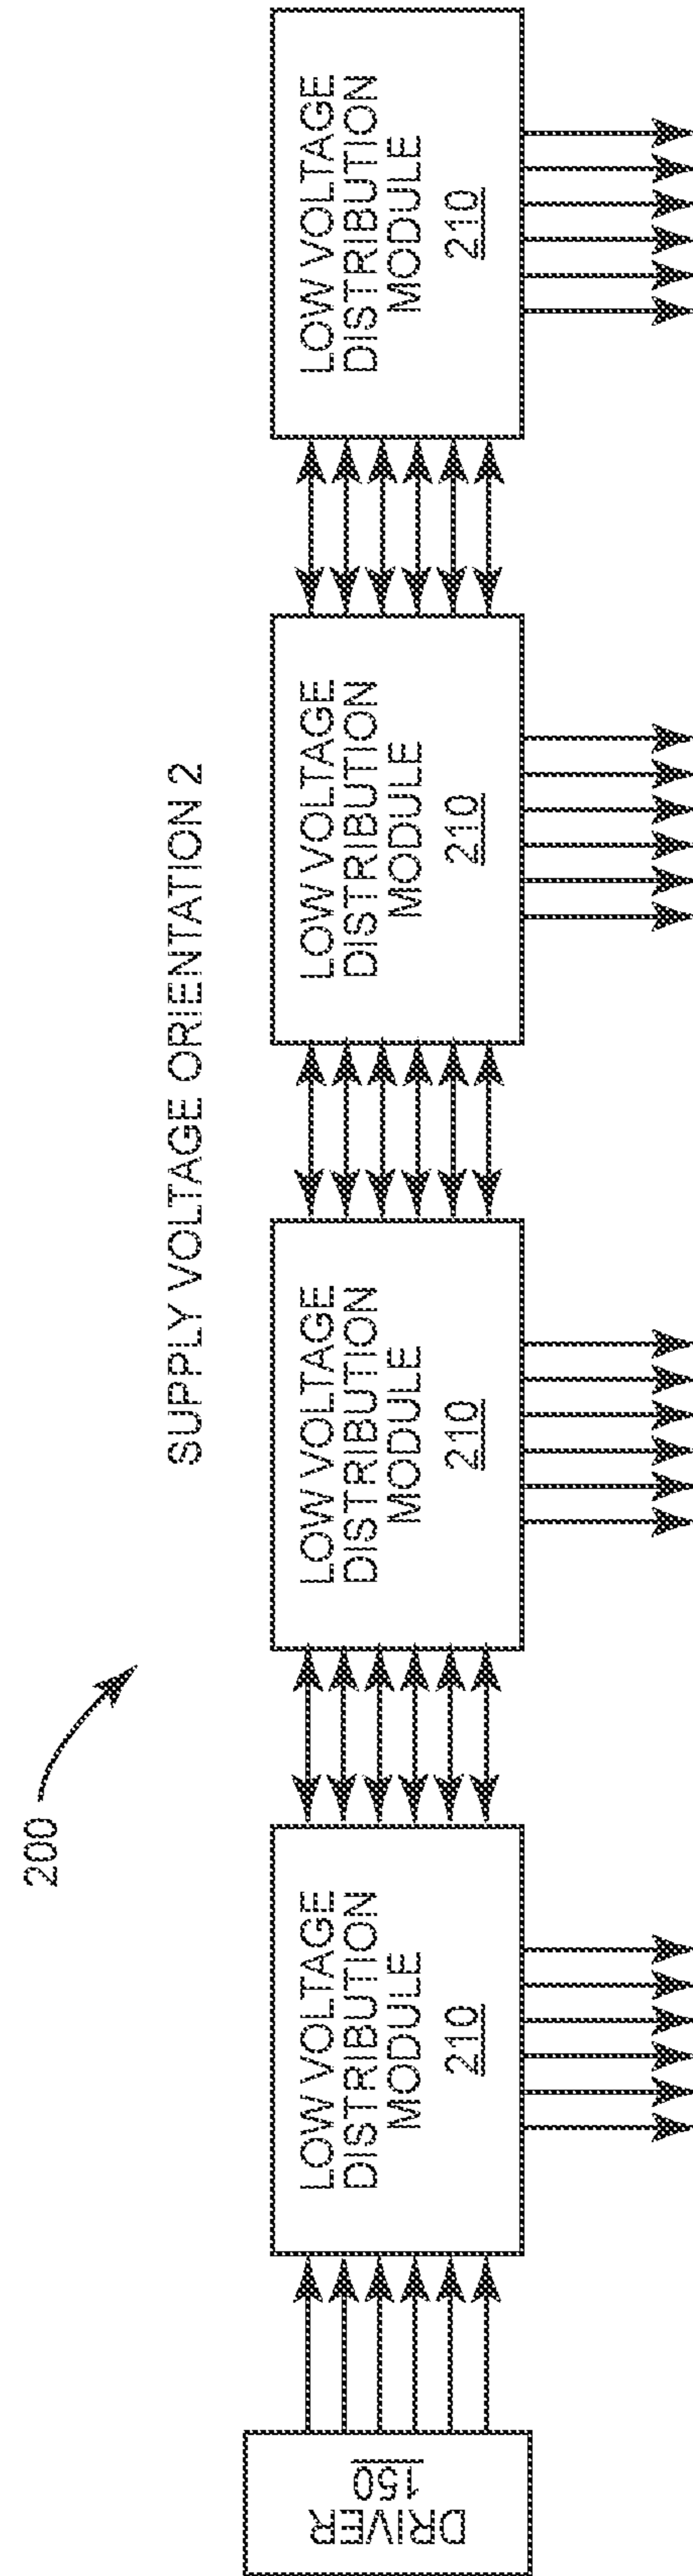 200
SUPPLY VOLTAGE ORIENTATION 2
DRIVER
150
LOW VOLTAGE
DISTRIBUTION
MODULE
210
LOW VOLTAGE
DISTRIBUTION
MODULE
210
LOW VOLTAGE
DISTRIBUTION
MODULE
210
LOW VOLTAGE
DISTRIBUTION
MODULE
210